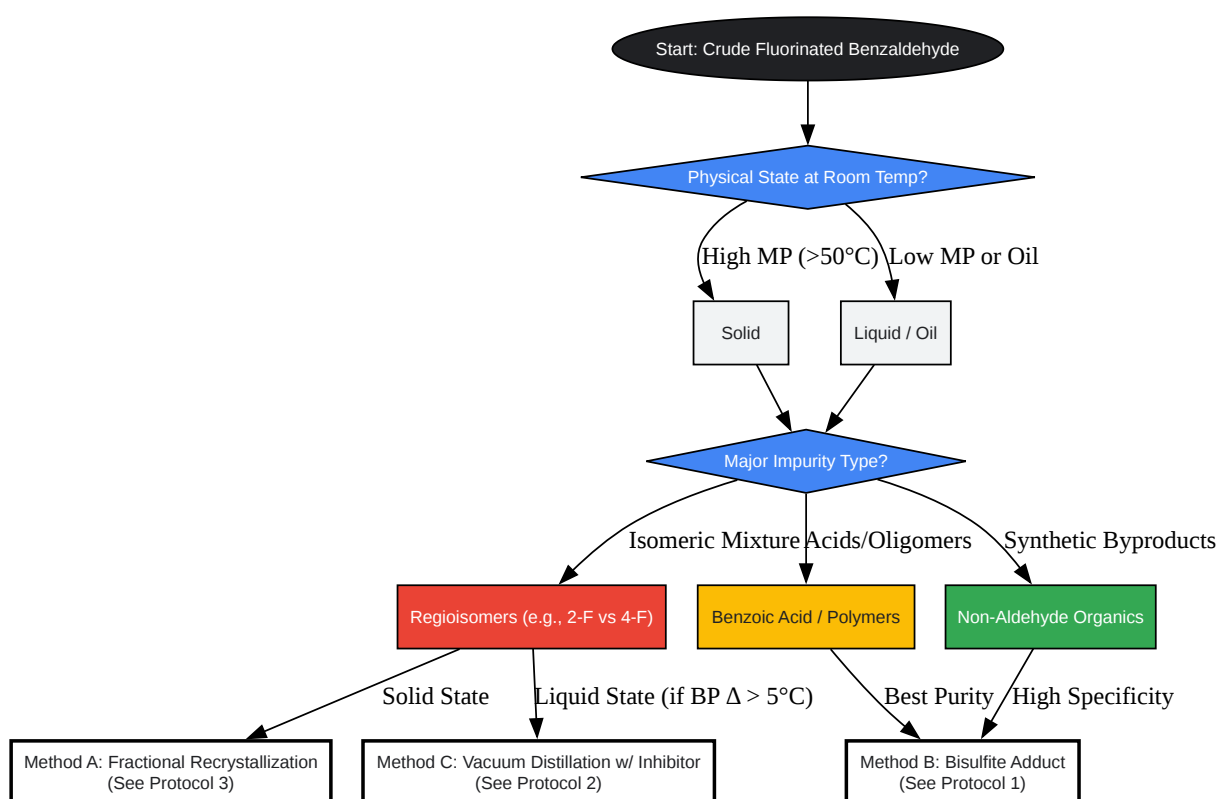 Start: Crude Fluorinated Benzaldehyde
Physical State at Room Temp?
High MP (>50°C)
Low MP or Oil
Solid
Liquid / Oil
Major Impurity Type?
Isomeric Mixture
Acids/Oligomers
Synthetic Byproducts
Regioisomers (e.g., 2-F vs 4-F)
Benzoic Acid / Polymers
Non-Aldehyde Organics
Solid State
Liquid State (if BP Δ > 5°C)
Best Purity
High Specificity
Method A: Fractional Recrystallization
(See Protocol 3)
Method C: Vacuum Distillation w/ Inhibitor
(See Protocol 2)
Method B: Bisulfite Adduct
(See Protocol 1)